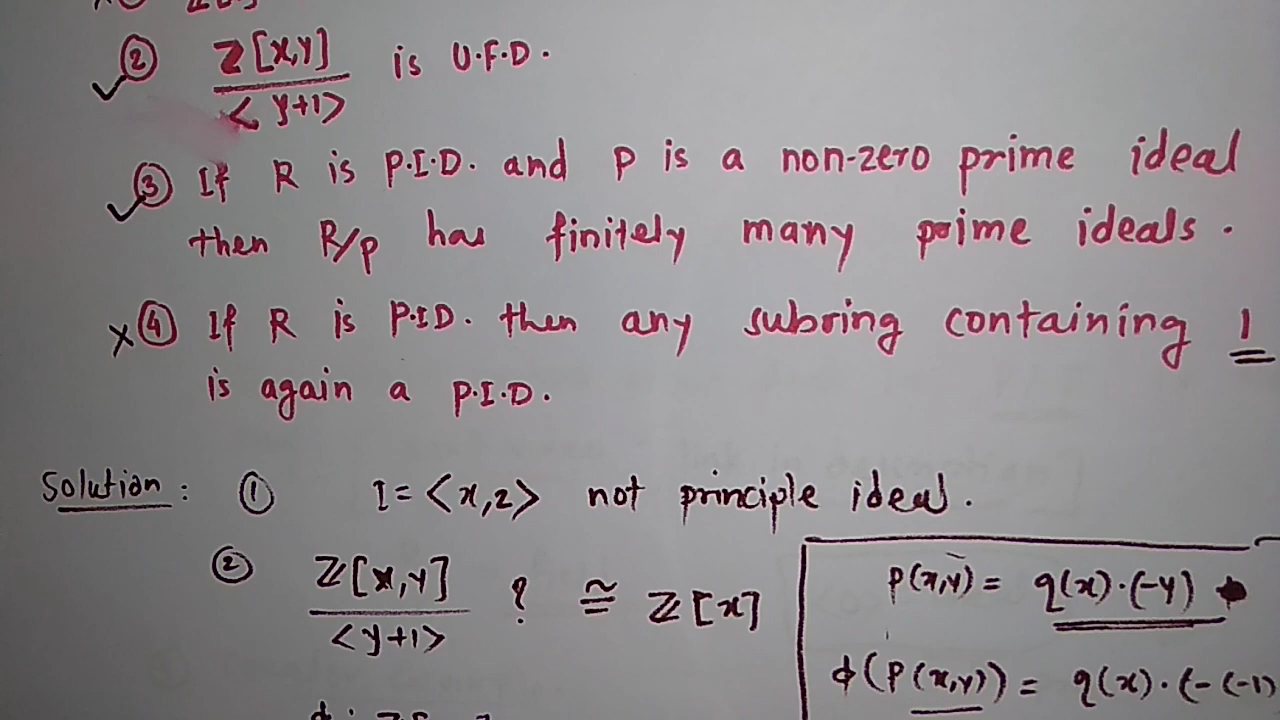 ② Z[x,y] is U.F.D.
<y+1>
③ If R is P.I.D. and P is a non-zero prime ideal
then R/P has finitely many prime ideals.
④ If R is P.I.D. then any subring containing 1
is again a P.I.D.
Solution: ① I = <x,2> not principle ideal.
② Z[x,y] ? ≅ Z[x]
<y+1>
p(x,y) = q(x)·(-y)
ϕ(p(x,y)) = q(x)·(-(-1)